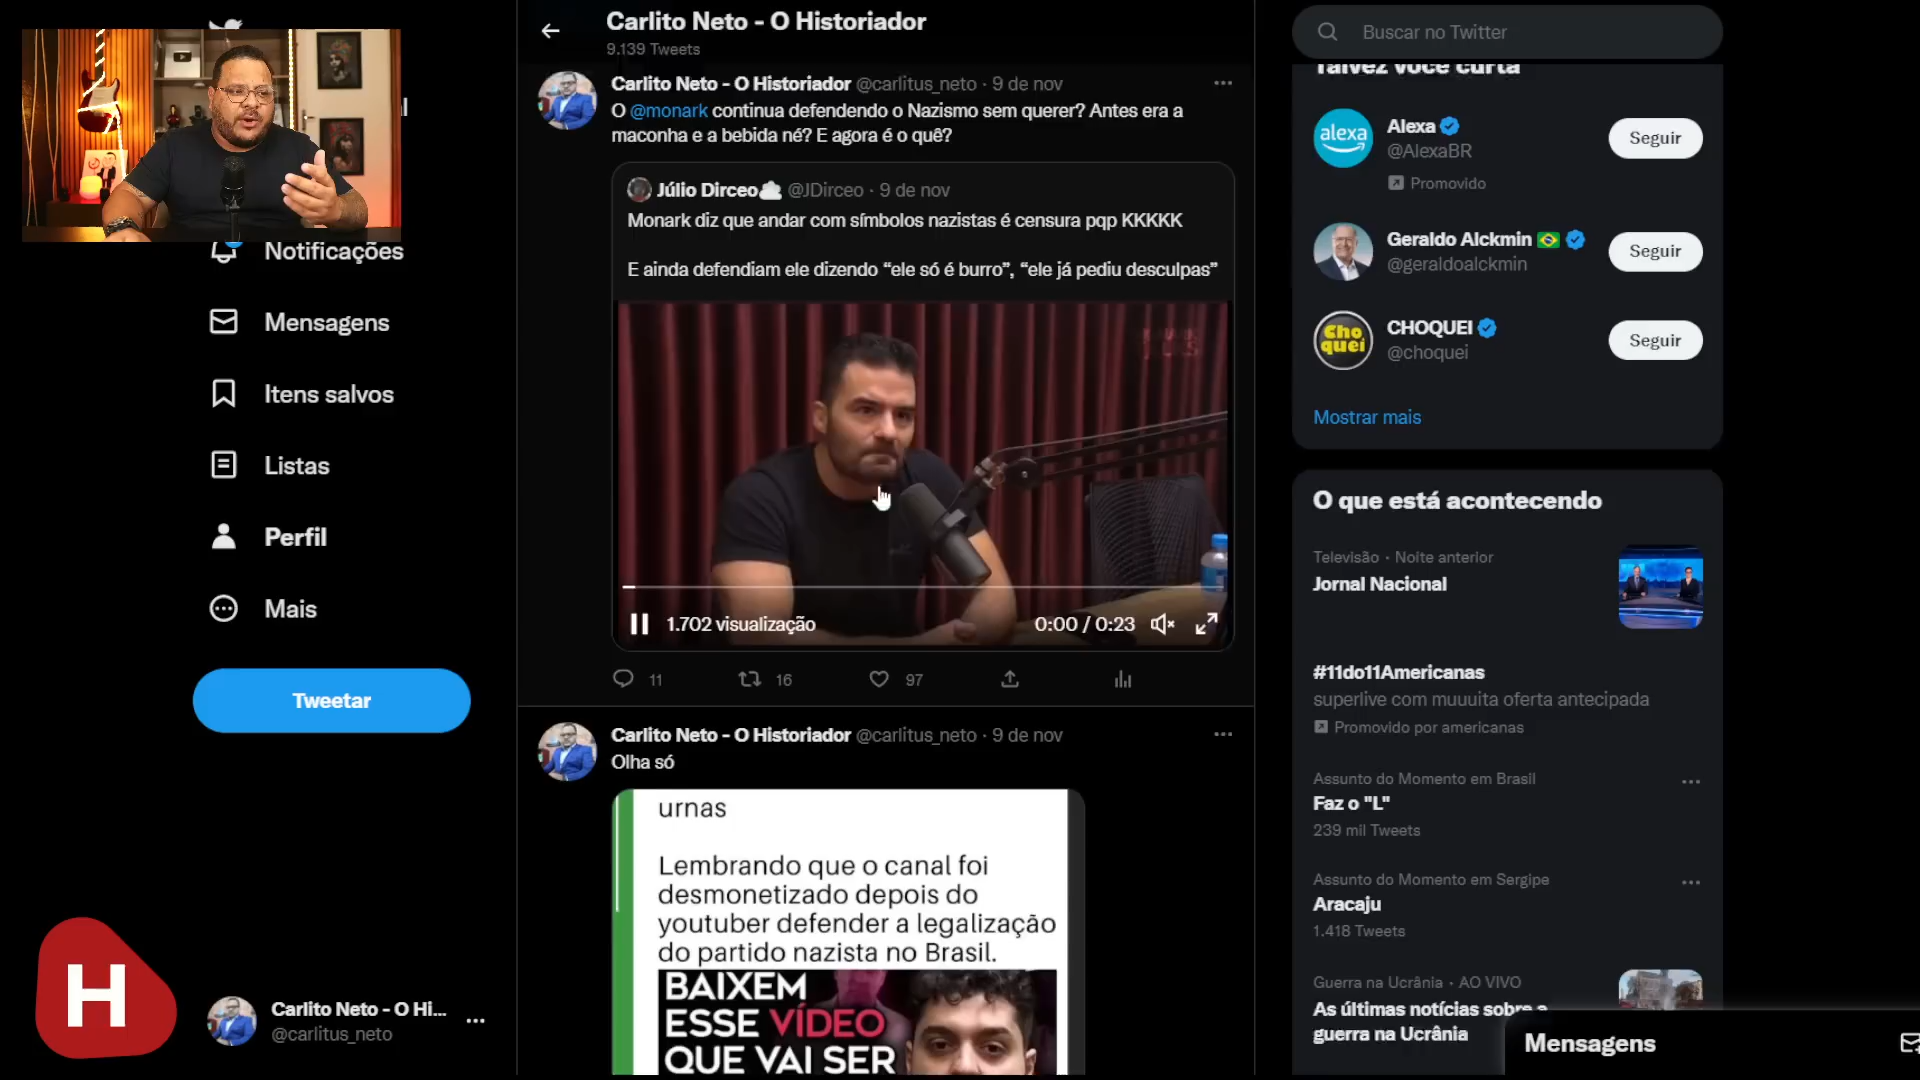 Carlito Neto - O Historiador
9.139 Tweets
Carlito Neto - O Historiador @carlitus_neto · 9 de nov
O @monark continua defendendo o Nazismo sem querer? Antes era a
maconha e a bebida né? E agora é o quê?
Júlio Dirceo @JDirceo · 9 de nov
Monark diz que andar com símbolos nazistas é censura pqp KKKKK
E ainda defendiam ele dizendo “ele só é burro”, “ele já pediu desculpas”
1.702 visualização
0:00 / 0:23
11
16
97
Carlito Neto - O Historiador @carlitus_neto · 9 de nov
Olha só
urnas
Lembrando que o canal foi
desmonetizado depois do
youtuber defender a legalização
do partido nazista no Brasil.
BAIXEM
ESSE VÍDEO
QUE VAI SER
Notificações
Mensagens
Itens salvos
Listas
Perfil
Mais
Tweetar
H
Carlito Neto - O Hi...
@carlitus_neto
Buscar no Twitter
Talvez você curta
alexa
Alexa
@AlexaBR
Promovido
Seguir
Geraldo Alckmin
@geraldoalckmin
Seguir
Cho
quei
CHOQUEI
@choquei
Seguir
Mostrar mais
O que está acontecendo
Televisão · Noite anterior
Jornal Nacional
#11do11Americanas
superlive com muuuita oferta antecipada
Promovido por americanas
Assunto do Momento em Brasil
Faz o "L"
239 mil Tweets
Assunto do Momento em Sergipe
Aracaju
1.418 Tweets
Guerra na Ucrânia · AO VIVO
As últimas notícias sobre a
guerra na Ucrânia
Mensagens